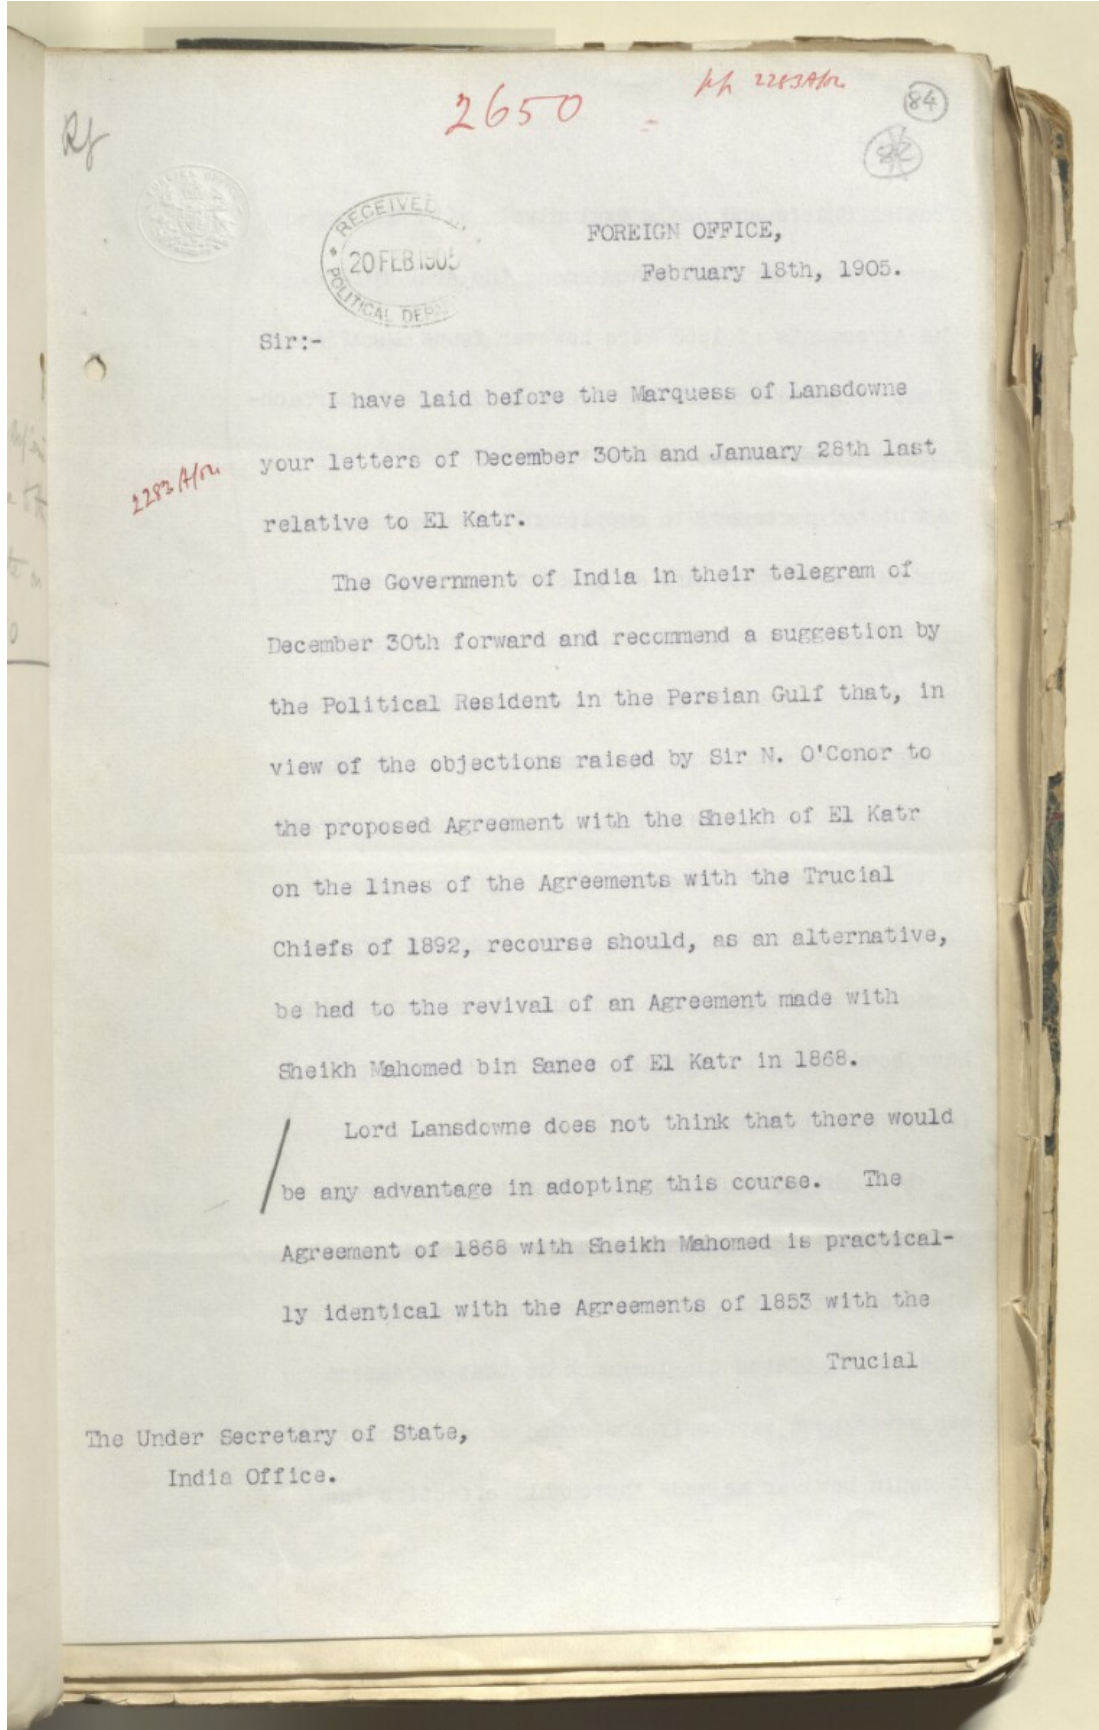 2650
84
RECEIVED
20 FEB 1905
POLITICAL DEP
FOREIGN OFFICE,
February 18th, 1905.
Sir:-
I have laid before the Marquess of Lansdowne
your letters of December 30th and January 28th last
2283
relative to El Katr.
The Government of India in their telegram of
December 30th forward and recommend a suggestion by
the Political Resident in the Persian Gulf that, in
view of the objections raised by Sir N. O'Conor to
the proposed Agreement with the Sheikh of El Katr
on the lines of the Agreements with the Trucial
Chiefs of 1892, recourse should, as an alternative,
be had to the revival of an Agreement made with
Sheikh Mahomed bin Sanee of El Katr in 1868.
Lord Lansdowne does not think that there would
be any advantage in adopting this course. The
Agreement of 1868 with Sheikh Mahomed is practical-
ly identical with the Agreements of 1853 with the
Trucial
The Under Secretary of State,
India Office.